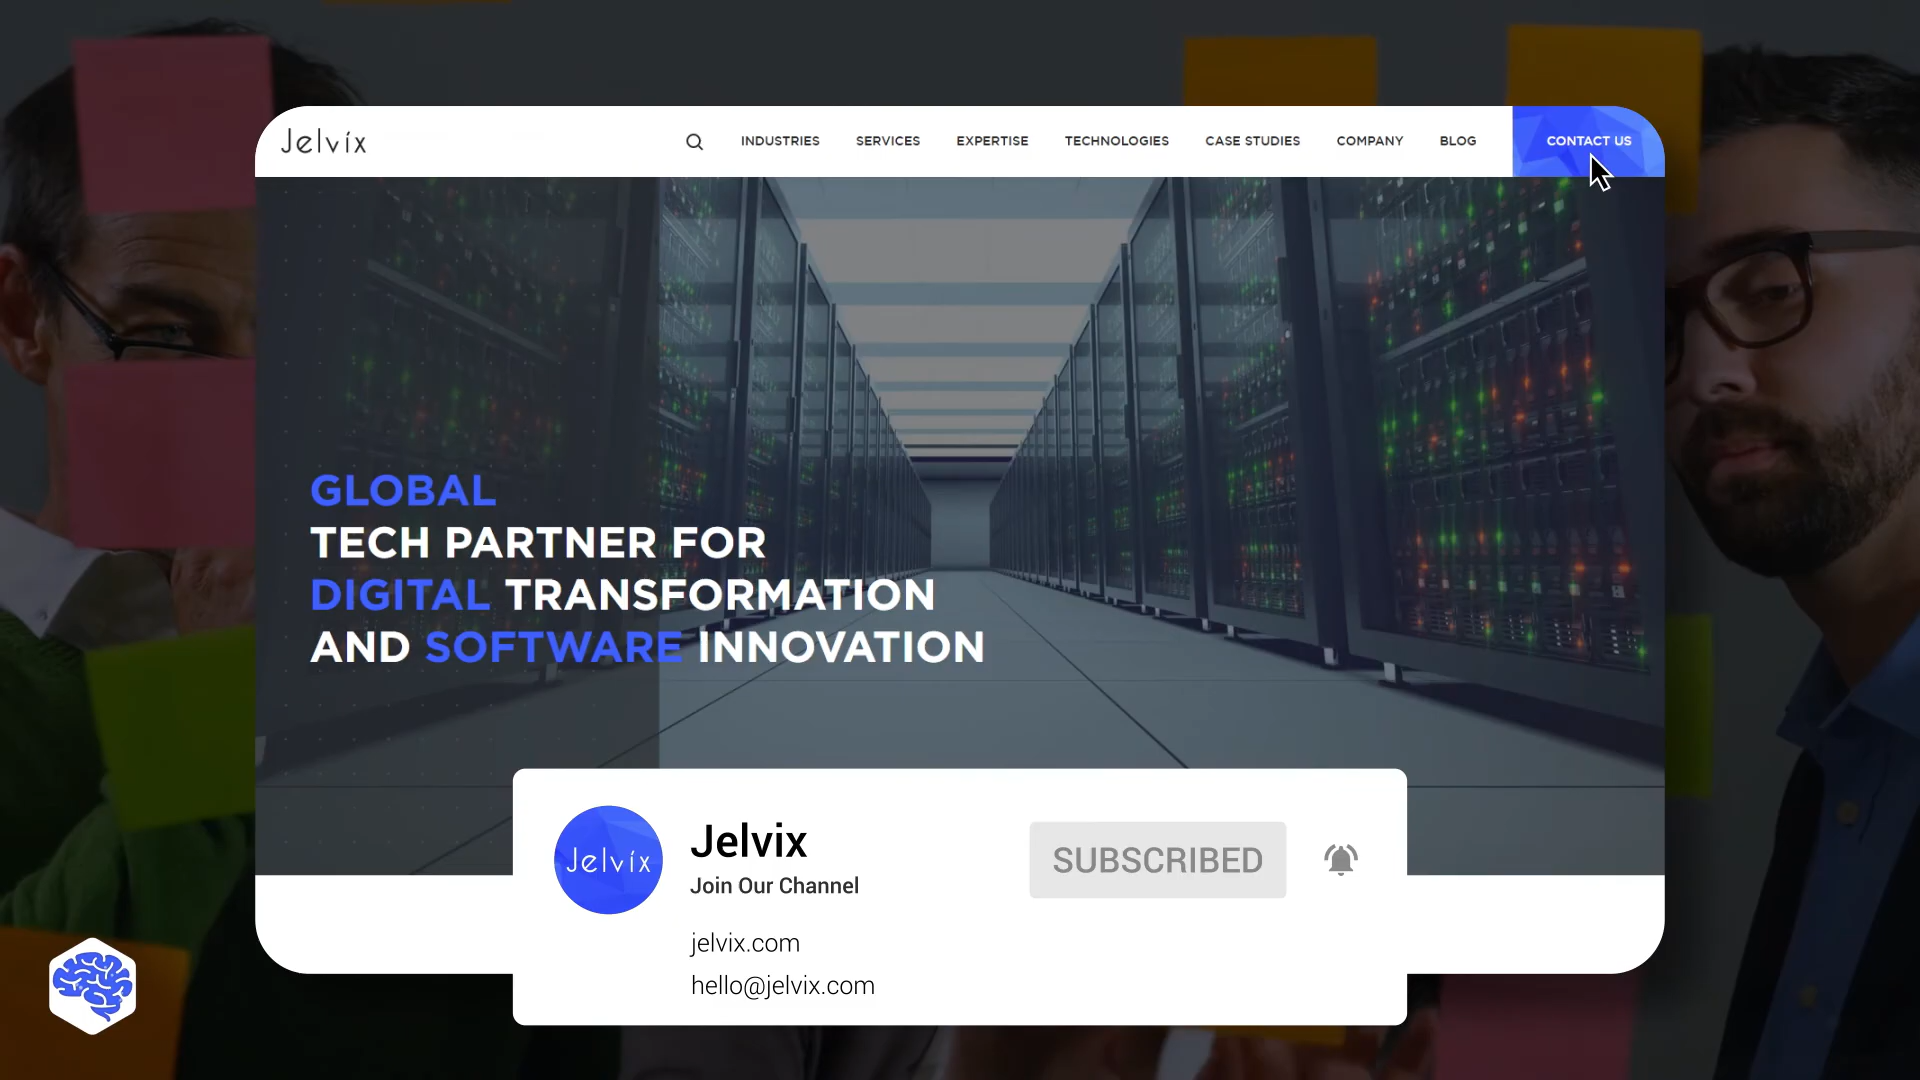 Jelvix
INDUSTRIES
SERVICES
EXPERTISE
TECHNOLOGIES
CASE STUDIES
COMPANY
BLOG
CONTACT US
GLOBAL
TECH PARTNER FOR
DIGITAL TRANSFORMATION
AND SOFTWARE INNOVATION
Jelvix
Jelvix
Join Our Channel
SUBSCRIBED
jelvix.com
hello@jelvix.com